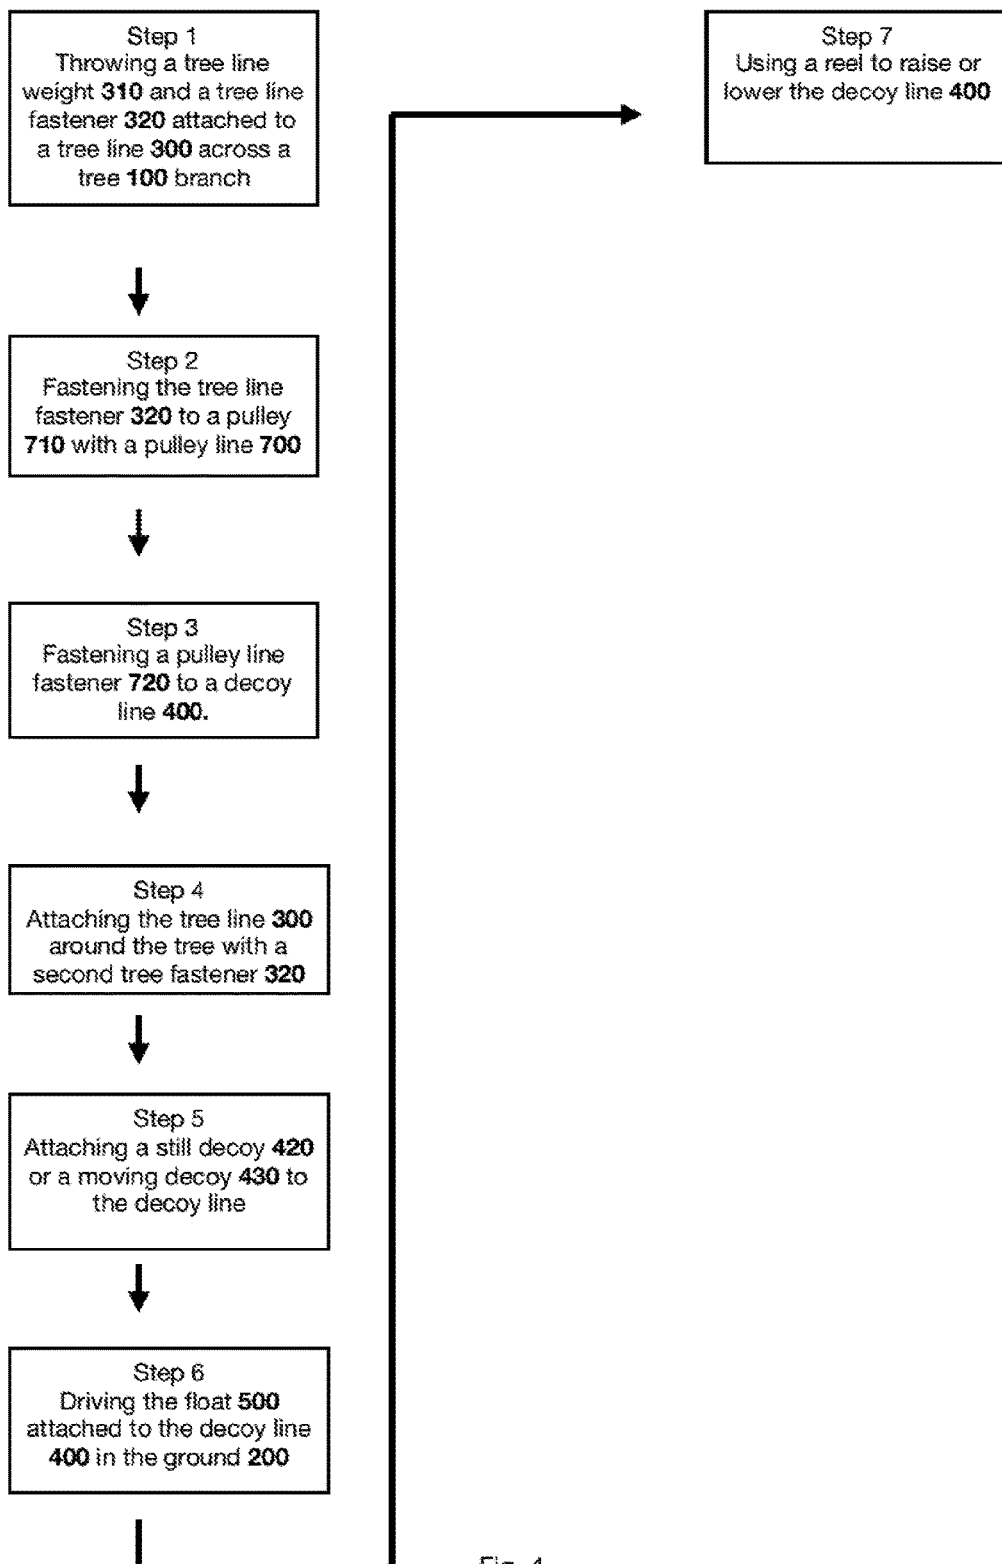 Step 1
Throwing a tree line
weight 310 and a tree line
fastener 320 attached to
a tree line 300 across a
tree 100 branch
Step 2
Fastening the tree line
fastener 320 to a pulley
710 with a pulley line 700
Step 3
Fastening a pulley line
fastener 720 to a decoy
line 400.
Step 4
Attaching the tree line 300
around the tree with a
second tree fastener 320
Step 5
Attaching a still decoy 420
or a moving decoy 430 to
the decoy line
Step 6
Driving the float 500
attached to the decoy line
400 in the ground 200
Step 7
Using a reel to raise or
lower the decoy line 400